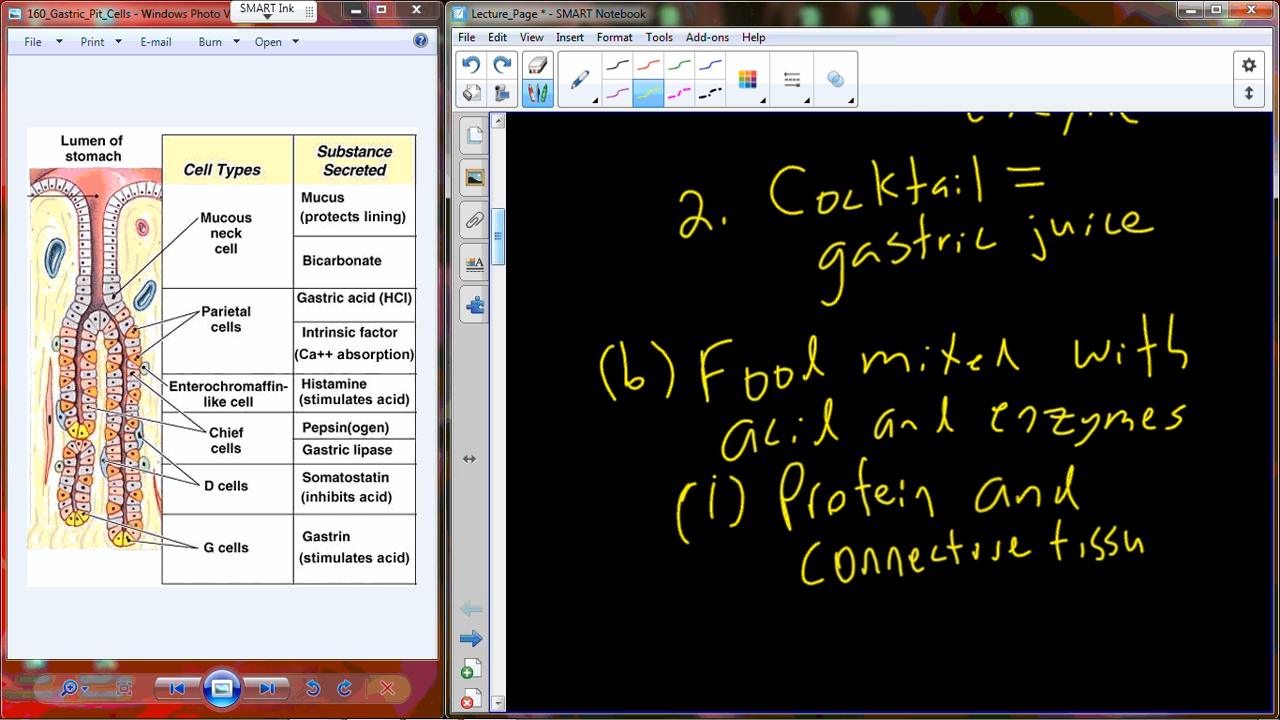 160_Gastric_Pit_Cells - Windows Photo V
SMART Ink
File Print E-mail Burn Open
Lumen of
stomach
Cell Types
Substance
Secreted
Mucous
neck
cell
Mucus
(protects lining)
Bicarbonate
Parietal
cells
Gastric acid (HCl)
Intrinsic factor
(Ca++ absorption)
Enterochromaffin-
like cell
Histamine
(stimulates acid)
Chief
cells
Pepsin(ogen)
Gastric lipase
D cells
Somatostatin
(inhibits acid)
G cells
Gastrin
(stimulates acid)
Lecture_Page * - SMART Notebook
File Edit View Insert Format Tools Add-ons Help
2. Cocktail =
gastric juice
(b) Food mixed with
acid and enzymes
(i) Protein and
connective tissu